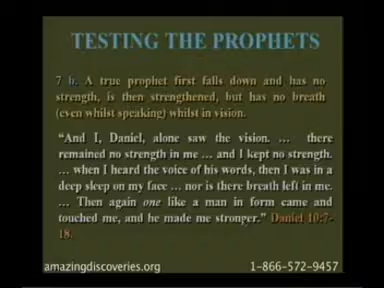 TESTING THE PROPHETS
7 b. A true prophet first falls down and has no
strength, is then strengthened, but has no breath
(even whilst speaking) whilst in vision.
“And I, Daniel, alone saw the vision. … there
remained no strength in me … and I kept no strength.
… when I heard the voice of his words, then I was in a
deep sleep on my face … nor is there breath left in me.
… Then again one like a man in form came and
touched me, and he made me stronger.” Daniel 10:7-
18.
amazingdiscoveries.org 1-866-572-9457